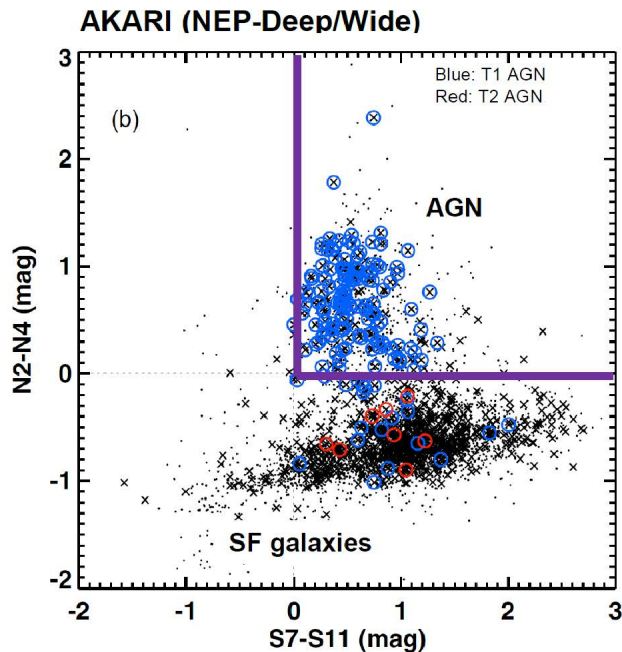 AKARI (NEP-Deep/Wide)
3
Blue: T1 AGN
Red: T2 AGN
(b)
2
AGN
1
N2-N4 (mag)
0
-1
SF galaxies
-2
-2 -1 0 1 2 3
S7-S11 (mag)